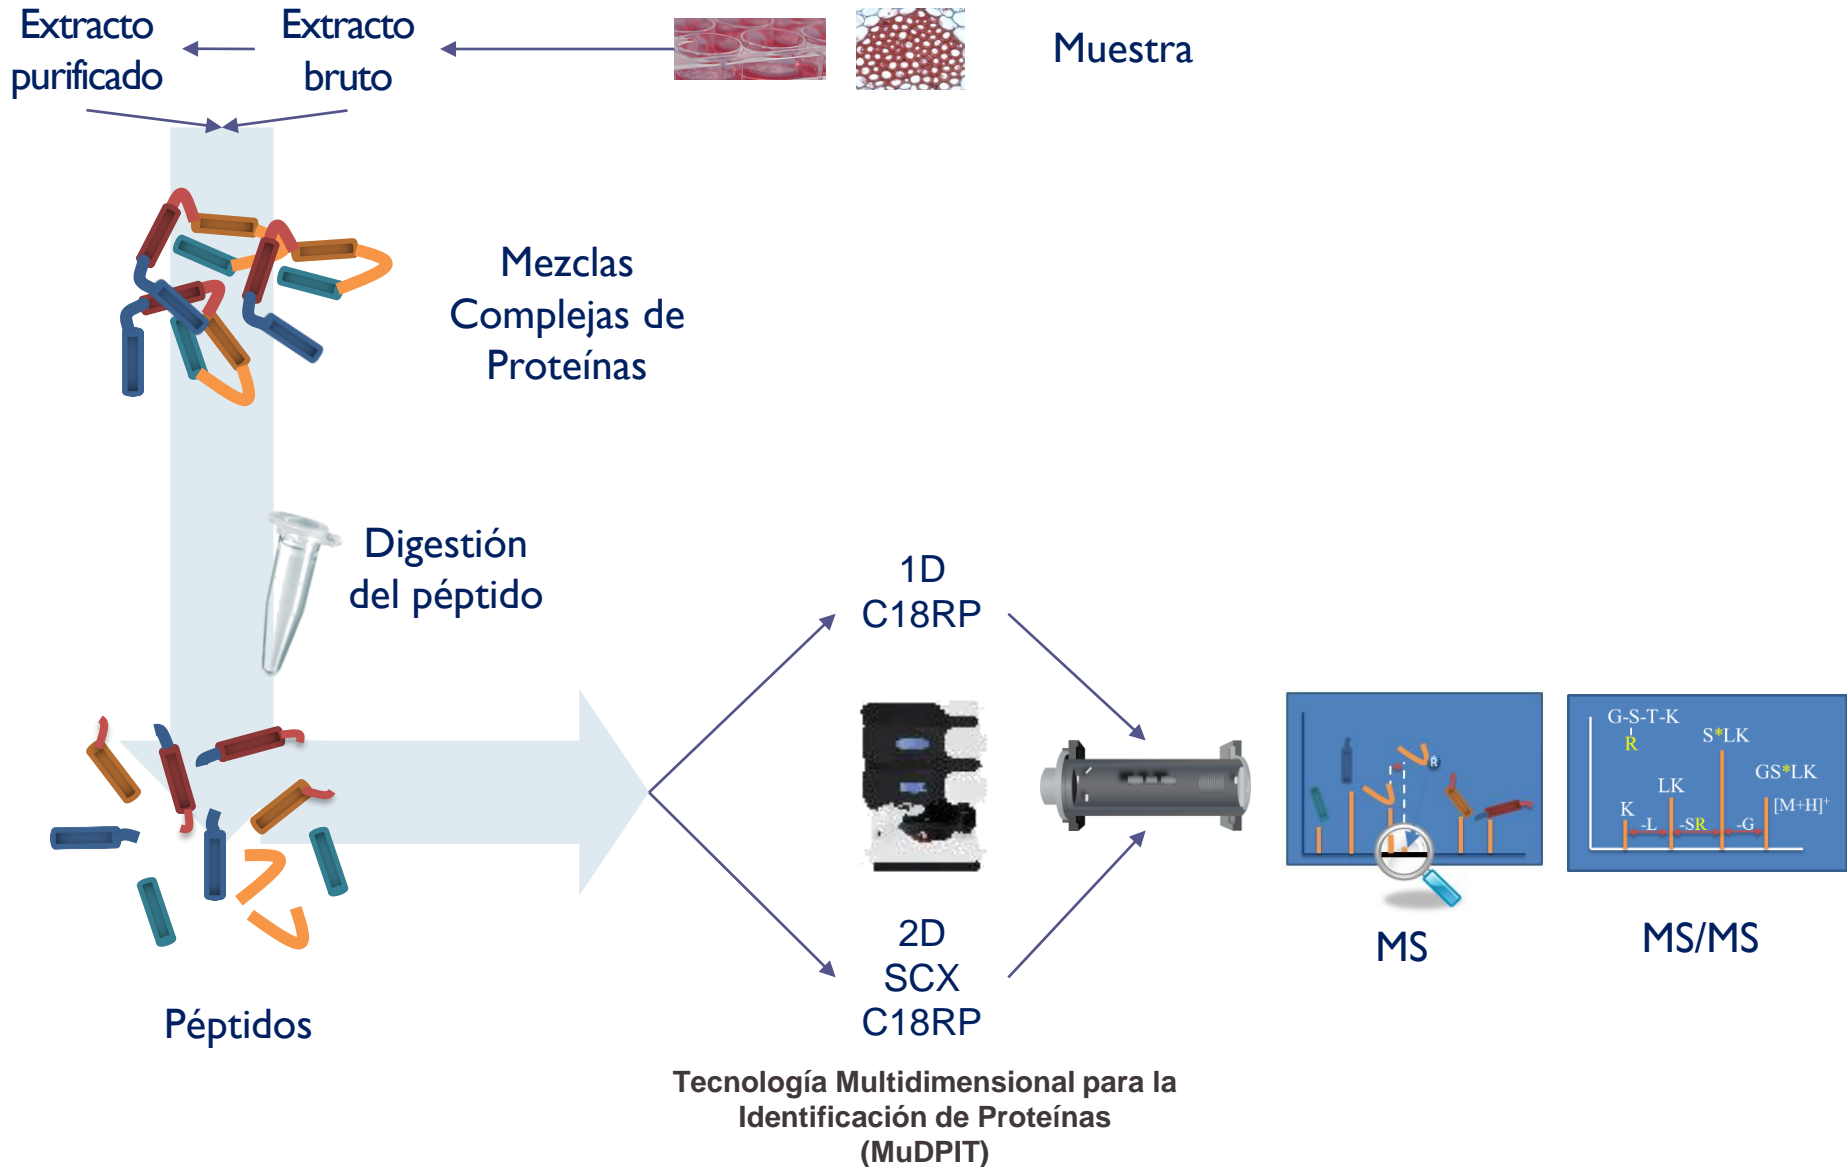 Extracto
purificado
Extracto
bruto
Muestra
Mezclas
Complejas de
Proteínas
Digestión
del péptido
Péptidos
1D
C18RP
2D
SCX
C18RP
Tecnología Multidimensional para la
Identificación de Proteínas
(MuDPIT)
R
MS
G-S-T-K
R
S*LK
GS*LK
LK
[M+H]+
K
-L
-SR
-G
MS/MS